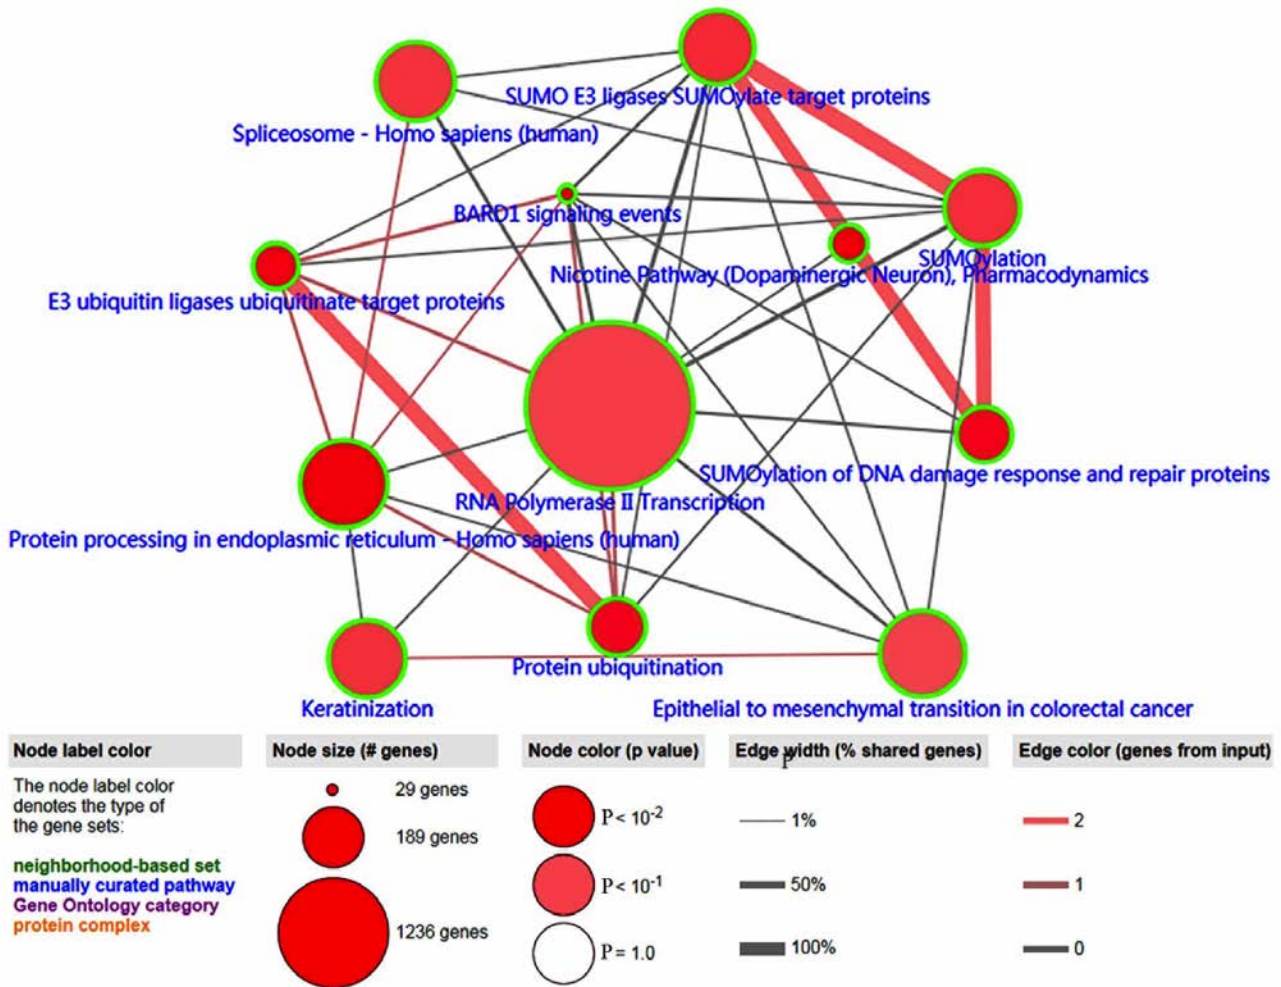 SUMO E3 ligases SUMOylate target proteins
Spliceosome - Homo sapiens (human)
BARD1 signaling events
SUMOylation
Nicotine Pathway (Dopaminergic Neuron), Pharmacodynamics
E3 ubiquitin ligases ubiquitinate target proteins
SUMOylation of DNA damage response and repair proteins
RNA Polymerase II Transcription
Protein processing in endoplasmic reticulum - Homo sapiens (human)
Protein ubiquitination
Keratinization
Epithelial to mesenchymal transition in colorectal cancer
Node label color
The node label color
denotes the type of
the gene sets:
neighborhood-based set
manually curated pathway
Gene Ontology category
protein complex
Node size (# genes)
29 genes
189 genes
1236 genes
Node color (p value)
P < 10-2
P < 10-1
P = 1.0
Edge width (% shared genes)
P
1%
50%
100%
Edge color (genes from input)
2
1
0